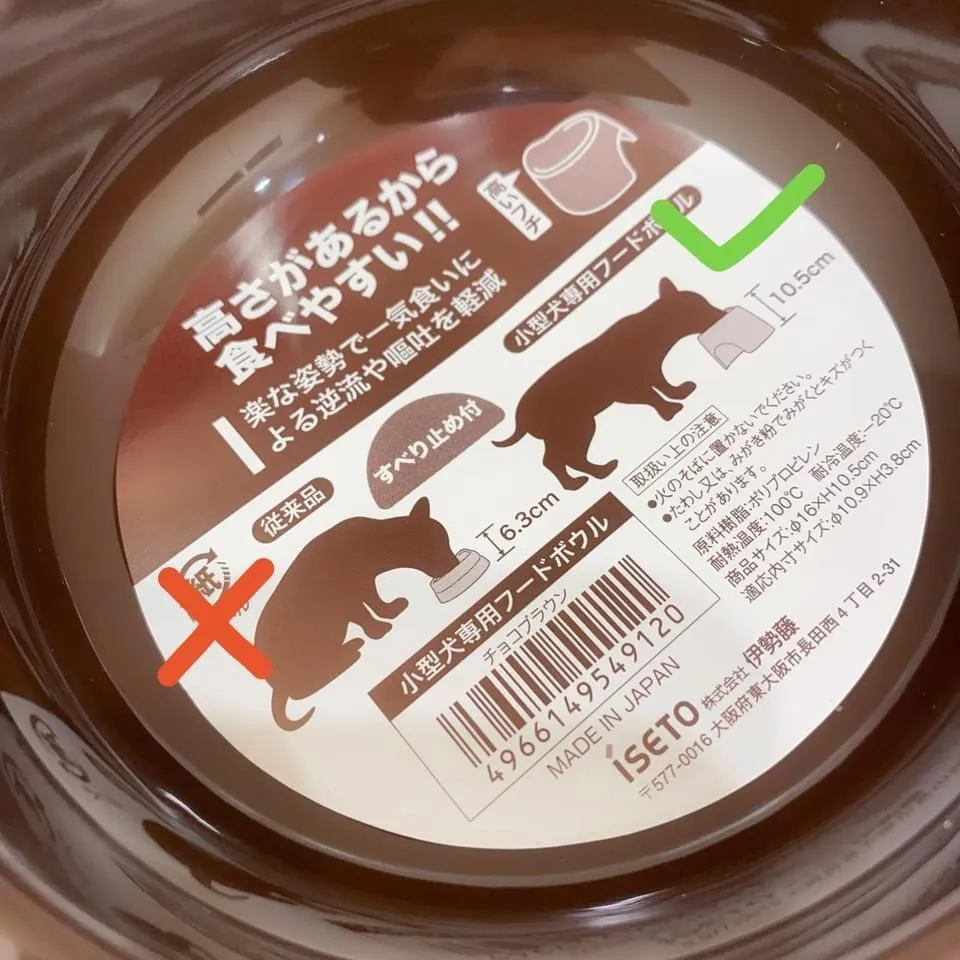 高さがあるから
食べやすい!!
高いフチ
楽な姿勢で一気食いに
よる逆流や嘔吐を軽減
小型犬専用フードボウル
10.5cm
すべり止め付
従来品
6.3cm
紙
取扱い上の注意
●火のそばに置かないでください。
●たわし又は、みがき粉でみがくとキズがつく
ことがあります。
原料樹脂:ポリプロピレン
耐熱温度:100℃ 耐冷温度:-20℃
商品サイズ:φ16×H10.5cm
適応内寸サイズ:φ10.9×H3.8cm
小型犬専用フードボウル
チョコブラウン
4966149549120
MADE IN JAPAN
ISETO 株式会社 伊勢藤
〒577-0016 大阪府東大阪市長田西4丁目2-31